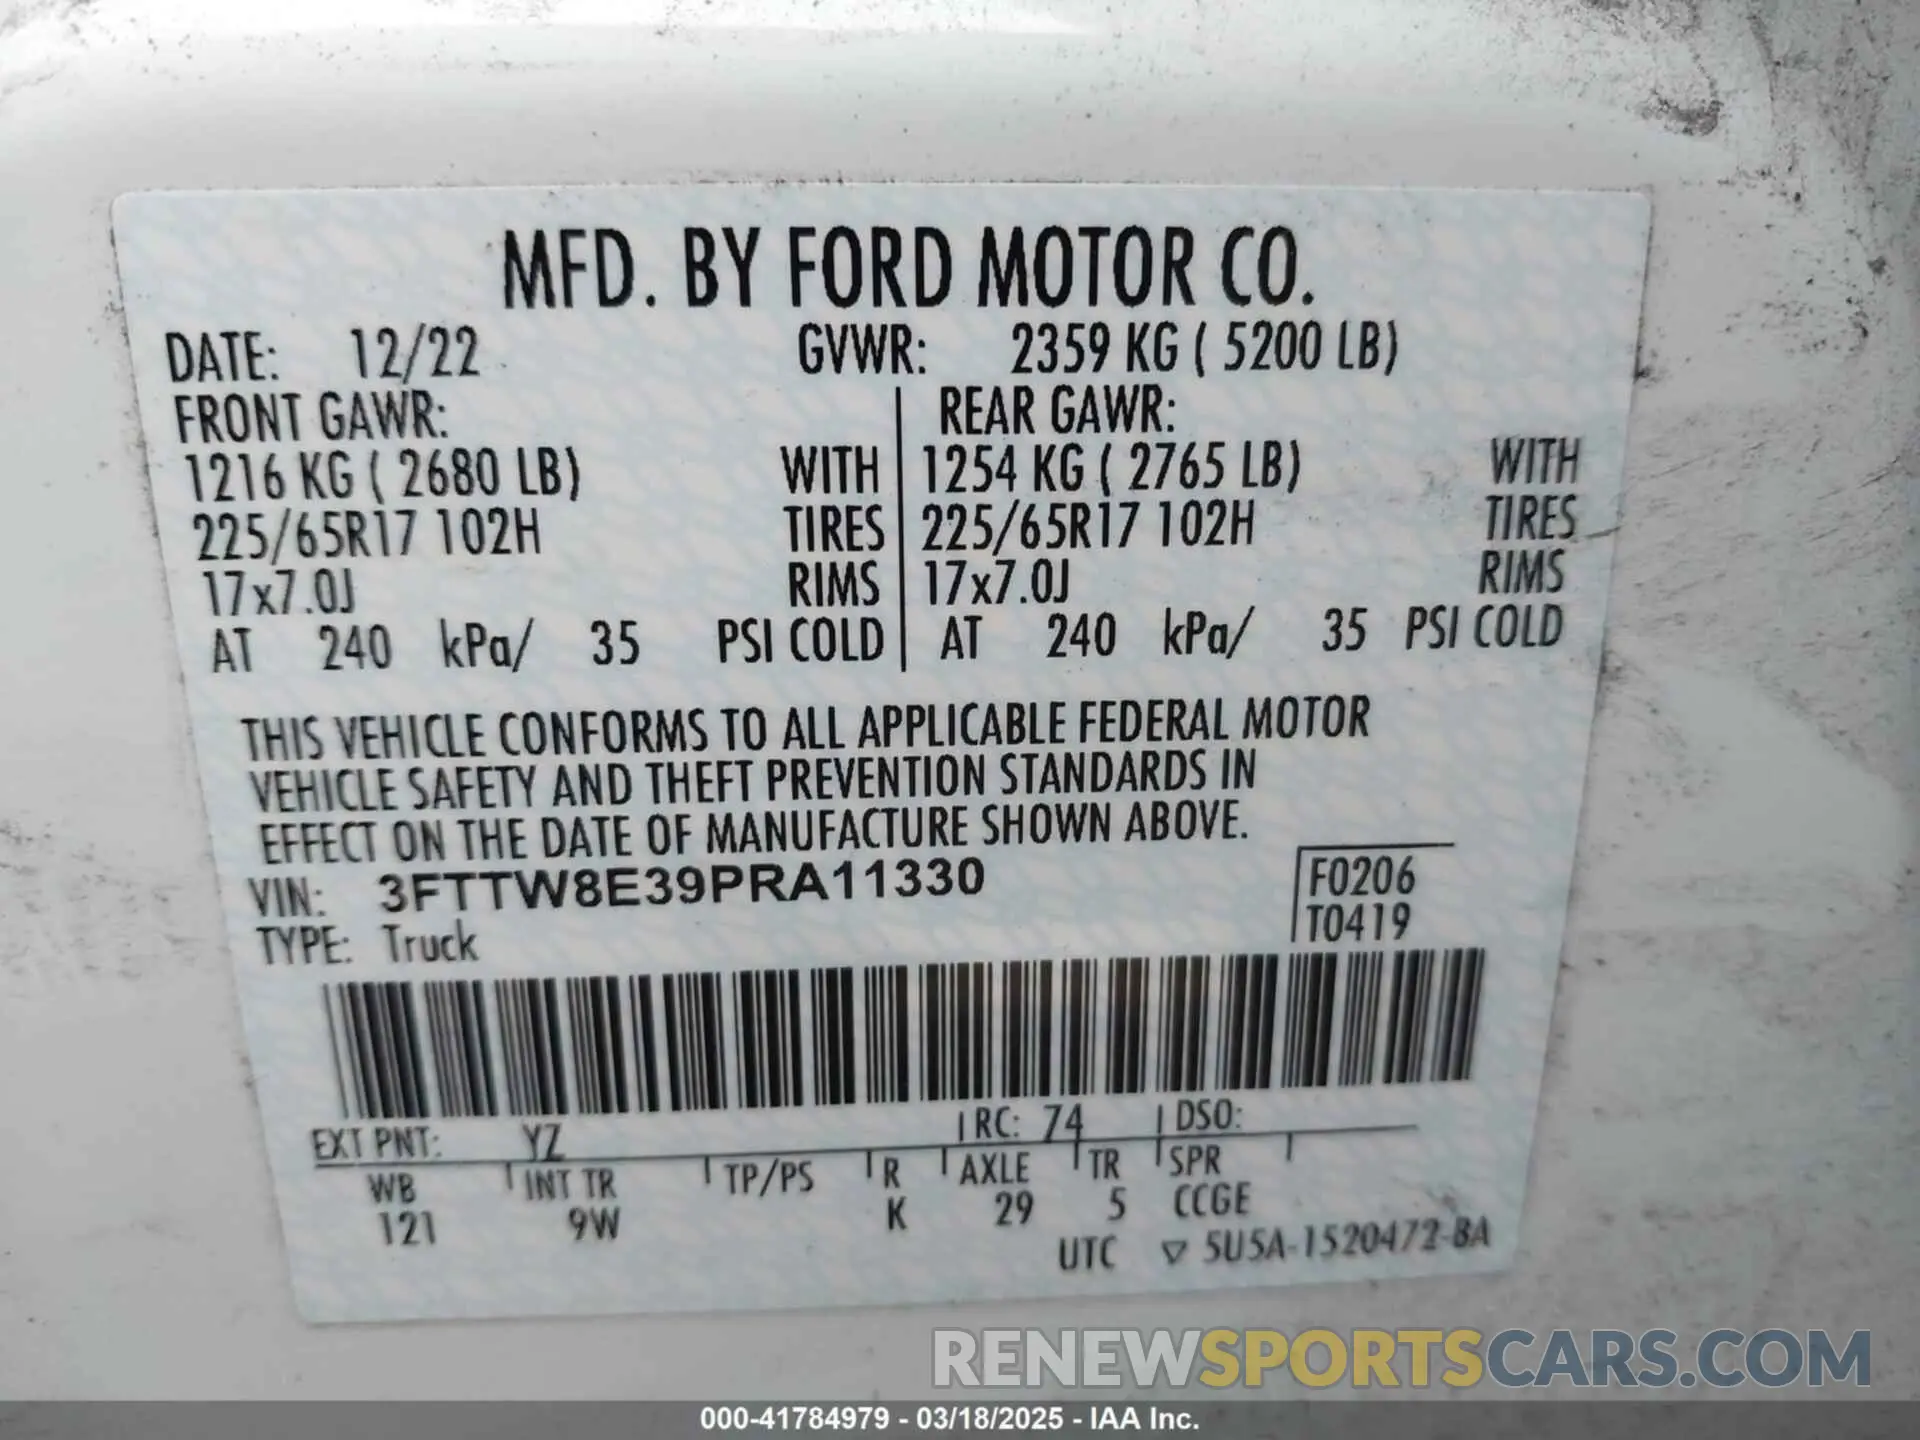 MFD. BY FORD MOTOR CO.
DATE: 12/22 GVWR: 2359 KG ( 5200 LB)
FRONT GAWR: REAR GAWR:
1216 KG ( 2680 LB) WITH 1254 KG ( 2765 LB) WITH
225/65R17 102H TIRES 225/65R17 102H TIRES
17x7.0J RIMS 17x7.0J RIMS
AT 240 kPa/ 35 PSI COLD AT 240 kPa/ 35 PSI COLD
THIS VEHICLE CONFORMS TO ALL APPLICABLE FEDERAL MOTOR
VEHICLE SAFETY AND THEFT PREVENTION STANDARDS IN
EFFECT ON THE DATE OF MANUFACTURE SHOWN ABOVE.
VIN: 3FTTW8E39PRA11330 F0206
TYPE: Truck T0419
EXT PNT: YZ RC: 74 DSO:
WB INT TR TP/PS R AXLE TR SPR
121 9W K 29 5 CCGE
UTC ▽ 5U5A-1520472-BA
RENEWSPORTSCARS.COM
000-41784979 - 03/18/2025 - IAA Inc.